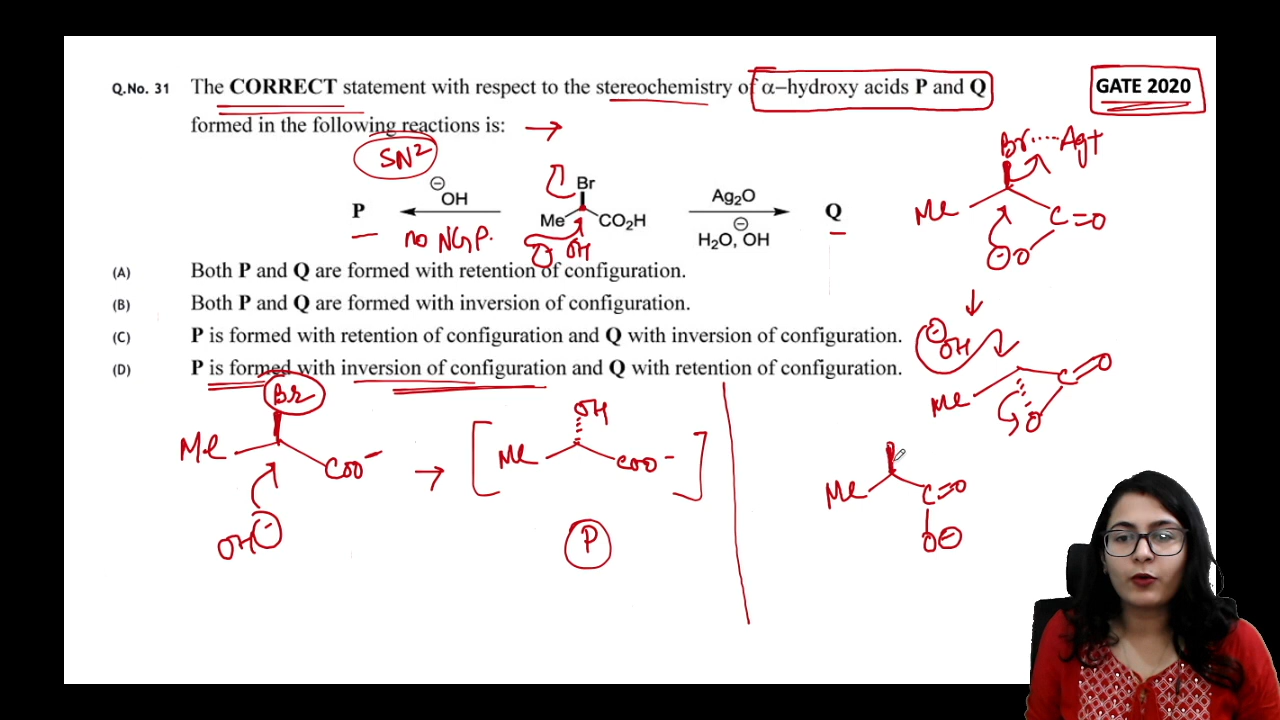 Q.No. 31 The CORRECT statement with respect to the stereochemistry of α–hydroxy acids P and Q
GATE 2020
formed in the following reactions is: →
SN²
Br....Ag+
⊖
OH
Br
Ag₂O
P
Me
CO₂H
Q
Me
C=O
no NGP.
⊖ OH
H₂O, ⊖OH
⊖O
(A) Both P and Q are formed with retention of configuration.
(B) Both P and Q are formed with inversion of configuration.
(C) P is formed with retention of configuration and Q with inversion of configuration.
⊖OH
(D) P is formed with inversion of configuration and Q with retention of configuration.
C=O
Me
O
Br
OH
Me
COO⁻
→
[Me COO⁻]
Me
C=O
O⊖
OH⊖
P